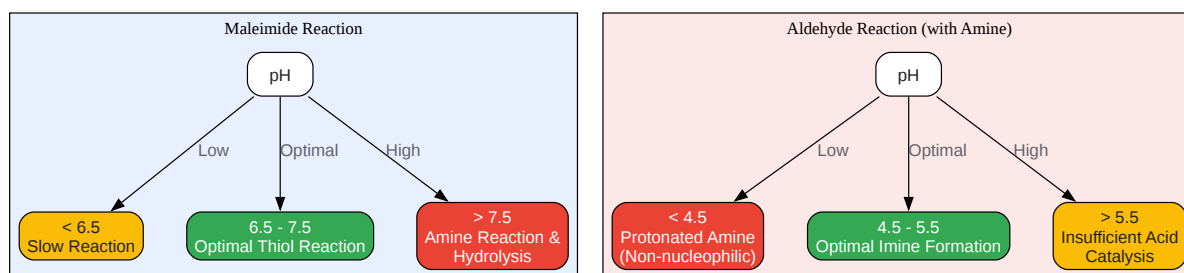 Maleimide Reaction
pH
Low
Optimal
High
< 6.5
Slow Reaction
6.5 - 7.5
Optimal Thiol Reaction
> 7.5
Amine Reaction &
Hydrolysis
Aldehyde Reaction (with Amine)
pH
Low
Optimal
High
< 4.5
Protonated Amine
(Non-nucleophilic)
4.5 - 5.5
Optimal Imine Formation
> 5.5
Insufficient Acid
Catalysis